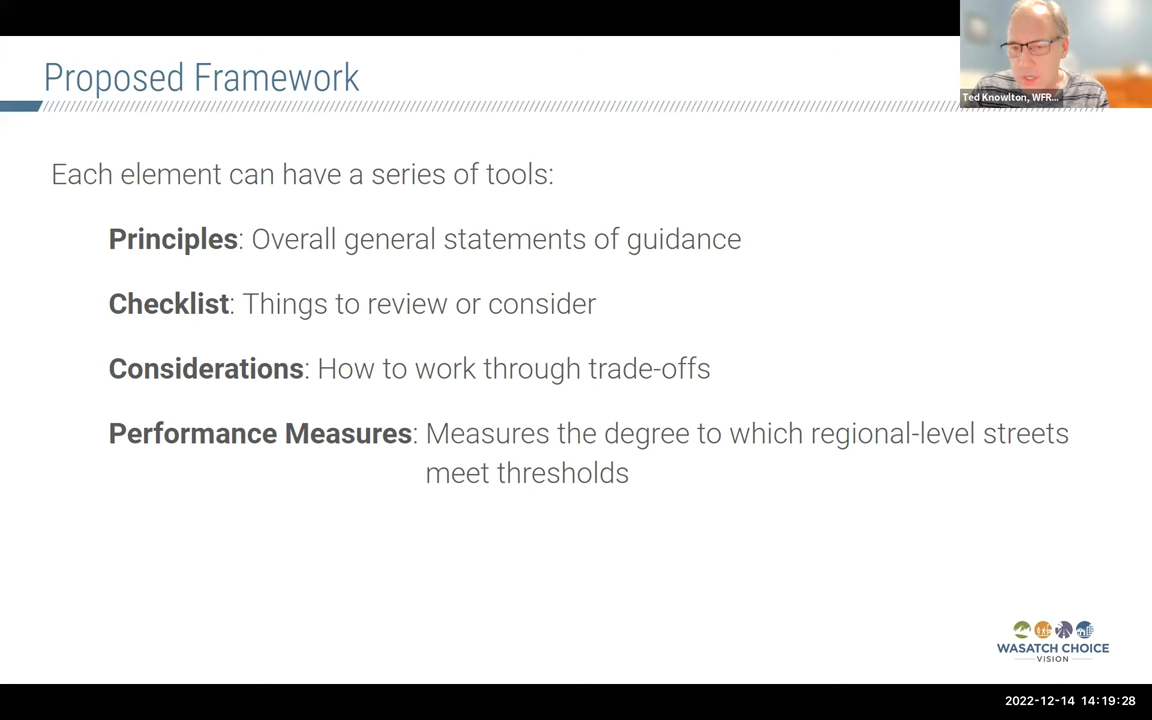 Proposed Framework
Ted Knowlton, WFR...
Each element can have a series of tools:
Principles: Overall general statements of guidance
Checklist: Things to review or consider
Considerations: How to work through trade-offs
Performance Measures: Measures the degree to which regional-level streets
meet thresholds
WASATCH CHOICE
VISION
2022-12-14 14:19:28